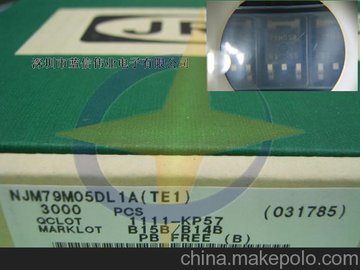 JR
深圳市蓝信伟业电子有限公司
NJM79M05DL1A(TE1)
3000 PCS
QCLOT 1111-KP57 (031785)
MARKLOT B15B/B14B
PB FREE (B)
china.makepolo.com